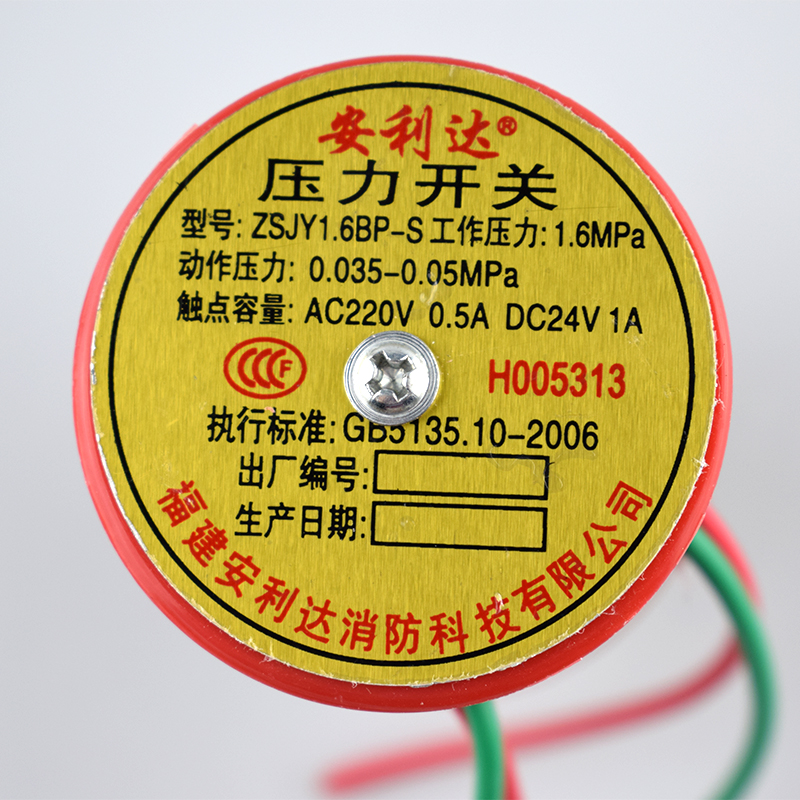 安利达®
压力开关
型号: ZSJY1.6BP-S 工作压力: 1.6MPa
动作压力: 0.035-0.05MPa
触点容量: AC220V 0.5A DC24V 1A
CCC F H005313
执行标准: GB5135.10-2006
出厂编号:
生产日期:
福建安利达消防科技有限公司